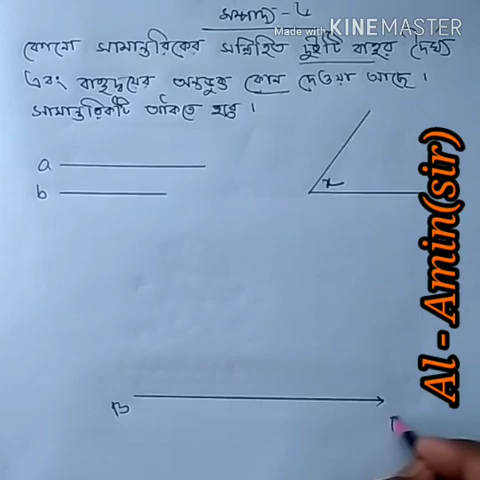 সম্পাদ্য - ৪
Made with KINEMASTER
কোনো সামান্তরিকের সন্নিহিত দুইটি বাহুর দৈর্ঘ্য
এবং বাহুদ্বয়ের অন্তর্ভুক্ত কোন দেওয়া আছে।
সামান্তরিকটি আঁকতে হবে।
a
b
x
B
Al - Amin(sir)